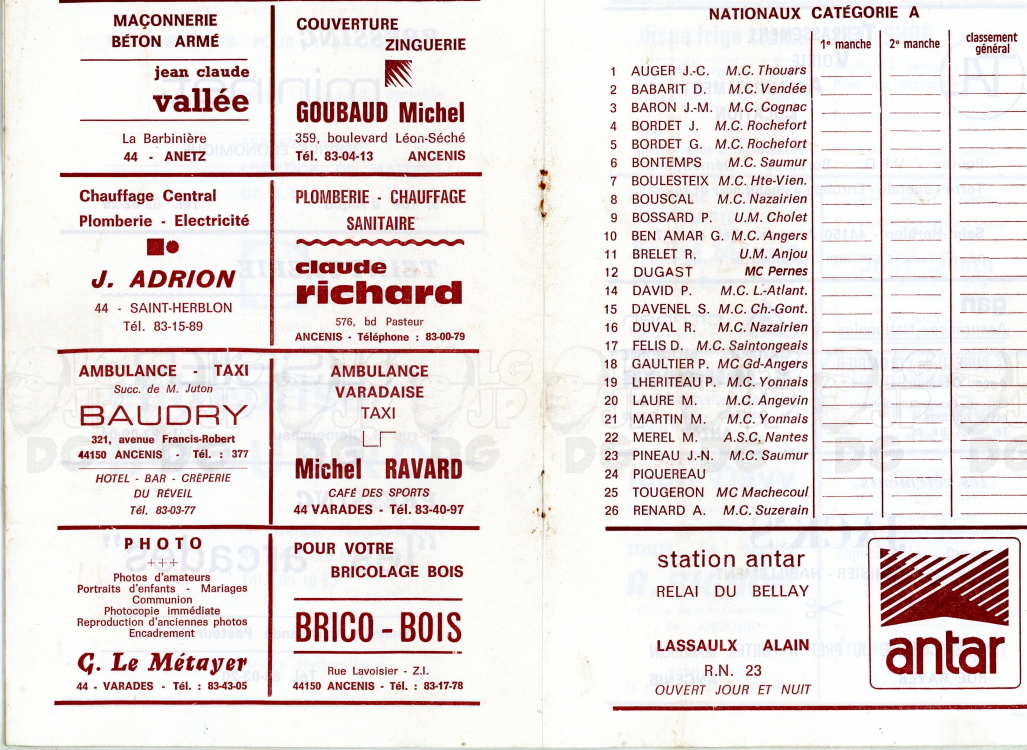 MAÇONNERIE
BÉTON ARMÉ
jean claude
vallée
La Barbinière
44 - ANETZ
COUVERTURE
ZINGUERIE
GOUBAUD Michel
359, boulevard Léon-Séché
Tél. 83-04-13 ANCENIS
Chauffage Central
Plomberie - Electricité
J. ADRION
44 - SAINT-HERBLON
Tél. 83-15-89
PLOMBERIE - CHAUFFAGE
SANITAIRE
claude
richard
576, bd Pasteur
ANCENIS - Téléphone : 83-00-79
AMBULANCE - TAXI
Succ. de M. Juton
BAUDRY
321, avenue Francis-Robert
44150 ANCENIS - Tél. : 377
HOTEL - BAR - CRÊPERIE
DU RÉVEIL
Tél. 83-03-77
AMBULANCE
VARADAISE
TAXI
Michel RAVARD
CAFÉ DES SPORTS
44 VARADES - Tél. 83-40-97
PHOTO
+++
Photos d'amateurs
Portraits d'enfants - Mariages
Communion
Photocopie immédiate
Reproduction d'anciennes photos
Encadrement
G. Le Métayer
44 - VARADES - Tél. : 83-43-05
POUR VOTRE
BRICOLAGE BOIS
BRICO - BOIS
Rue Lavoisier - Z.I.
44150 ANCENIS - Tél. : 83-17-78
NATIONAUX CATÉGORIE A
1e manche 2e manche classement
général
1 AUGER J.-C. M.C. Thouars
2 BABARIT D. M.C. Vendée
3 BARON J.-M. M.C. Cognac
4 BORDET J. M.C. Rochefort
5 BORDET G. M.C. Rochefort
6 BONTEMPS M.C. Saumur
7 BOULESTEIX M.C. Hte-Vien.
8 BOUSCAL M.C. Nazairien
9 BOSSARD P. U.M. Cholet
10 BEN AMAR G. M.C. Angers
11 BRELET R. U.M. Anjou
12 DUGAST MC Pernes
14 DAVID P. M.C. L.-Atlant.
15 DAVENEL S. M.C. Ch-Gont.
16 DUVAL R. M.C. Nazairien
17 FELIS D. M.C. Saintongeais
18 GAULTIER P. MC Gd-Angers
19 LHERITEAU P. M.C. Yonnais
20 LAURE M. M.C. Angevin
21 MARTIN M. M.C. Yonnais
22 MEREL M. A.S.C. Nantes
23 PINEAU J.-N. M.C. Saumur
24 PIQUEREAU
25 TOUGERON MC Machecoul
26 RENARD A. M.C. Suzerain
station antar
RELAI DU BELLAY
LASSAULX ALAIN
R.N. 23
OUVERT JOUR ET NUIT
antar